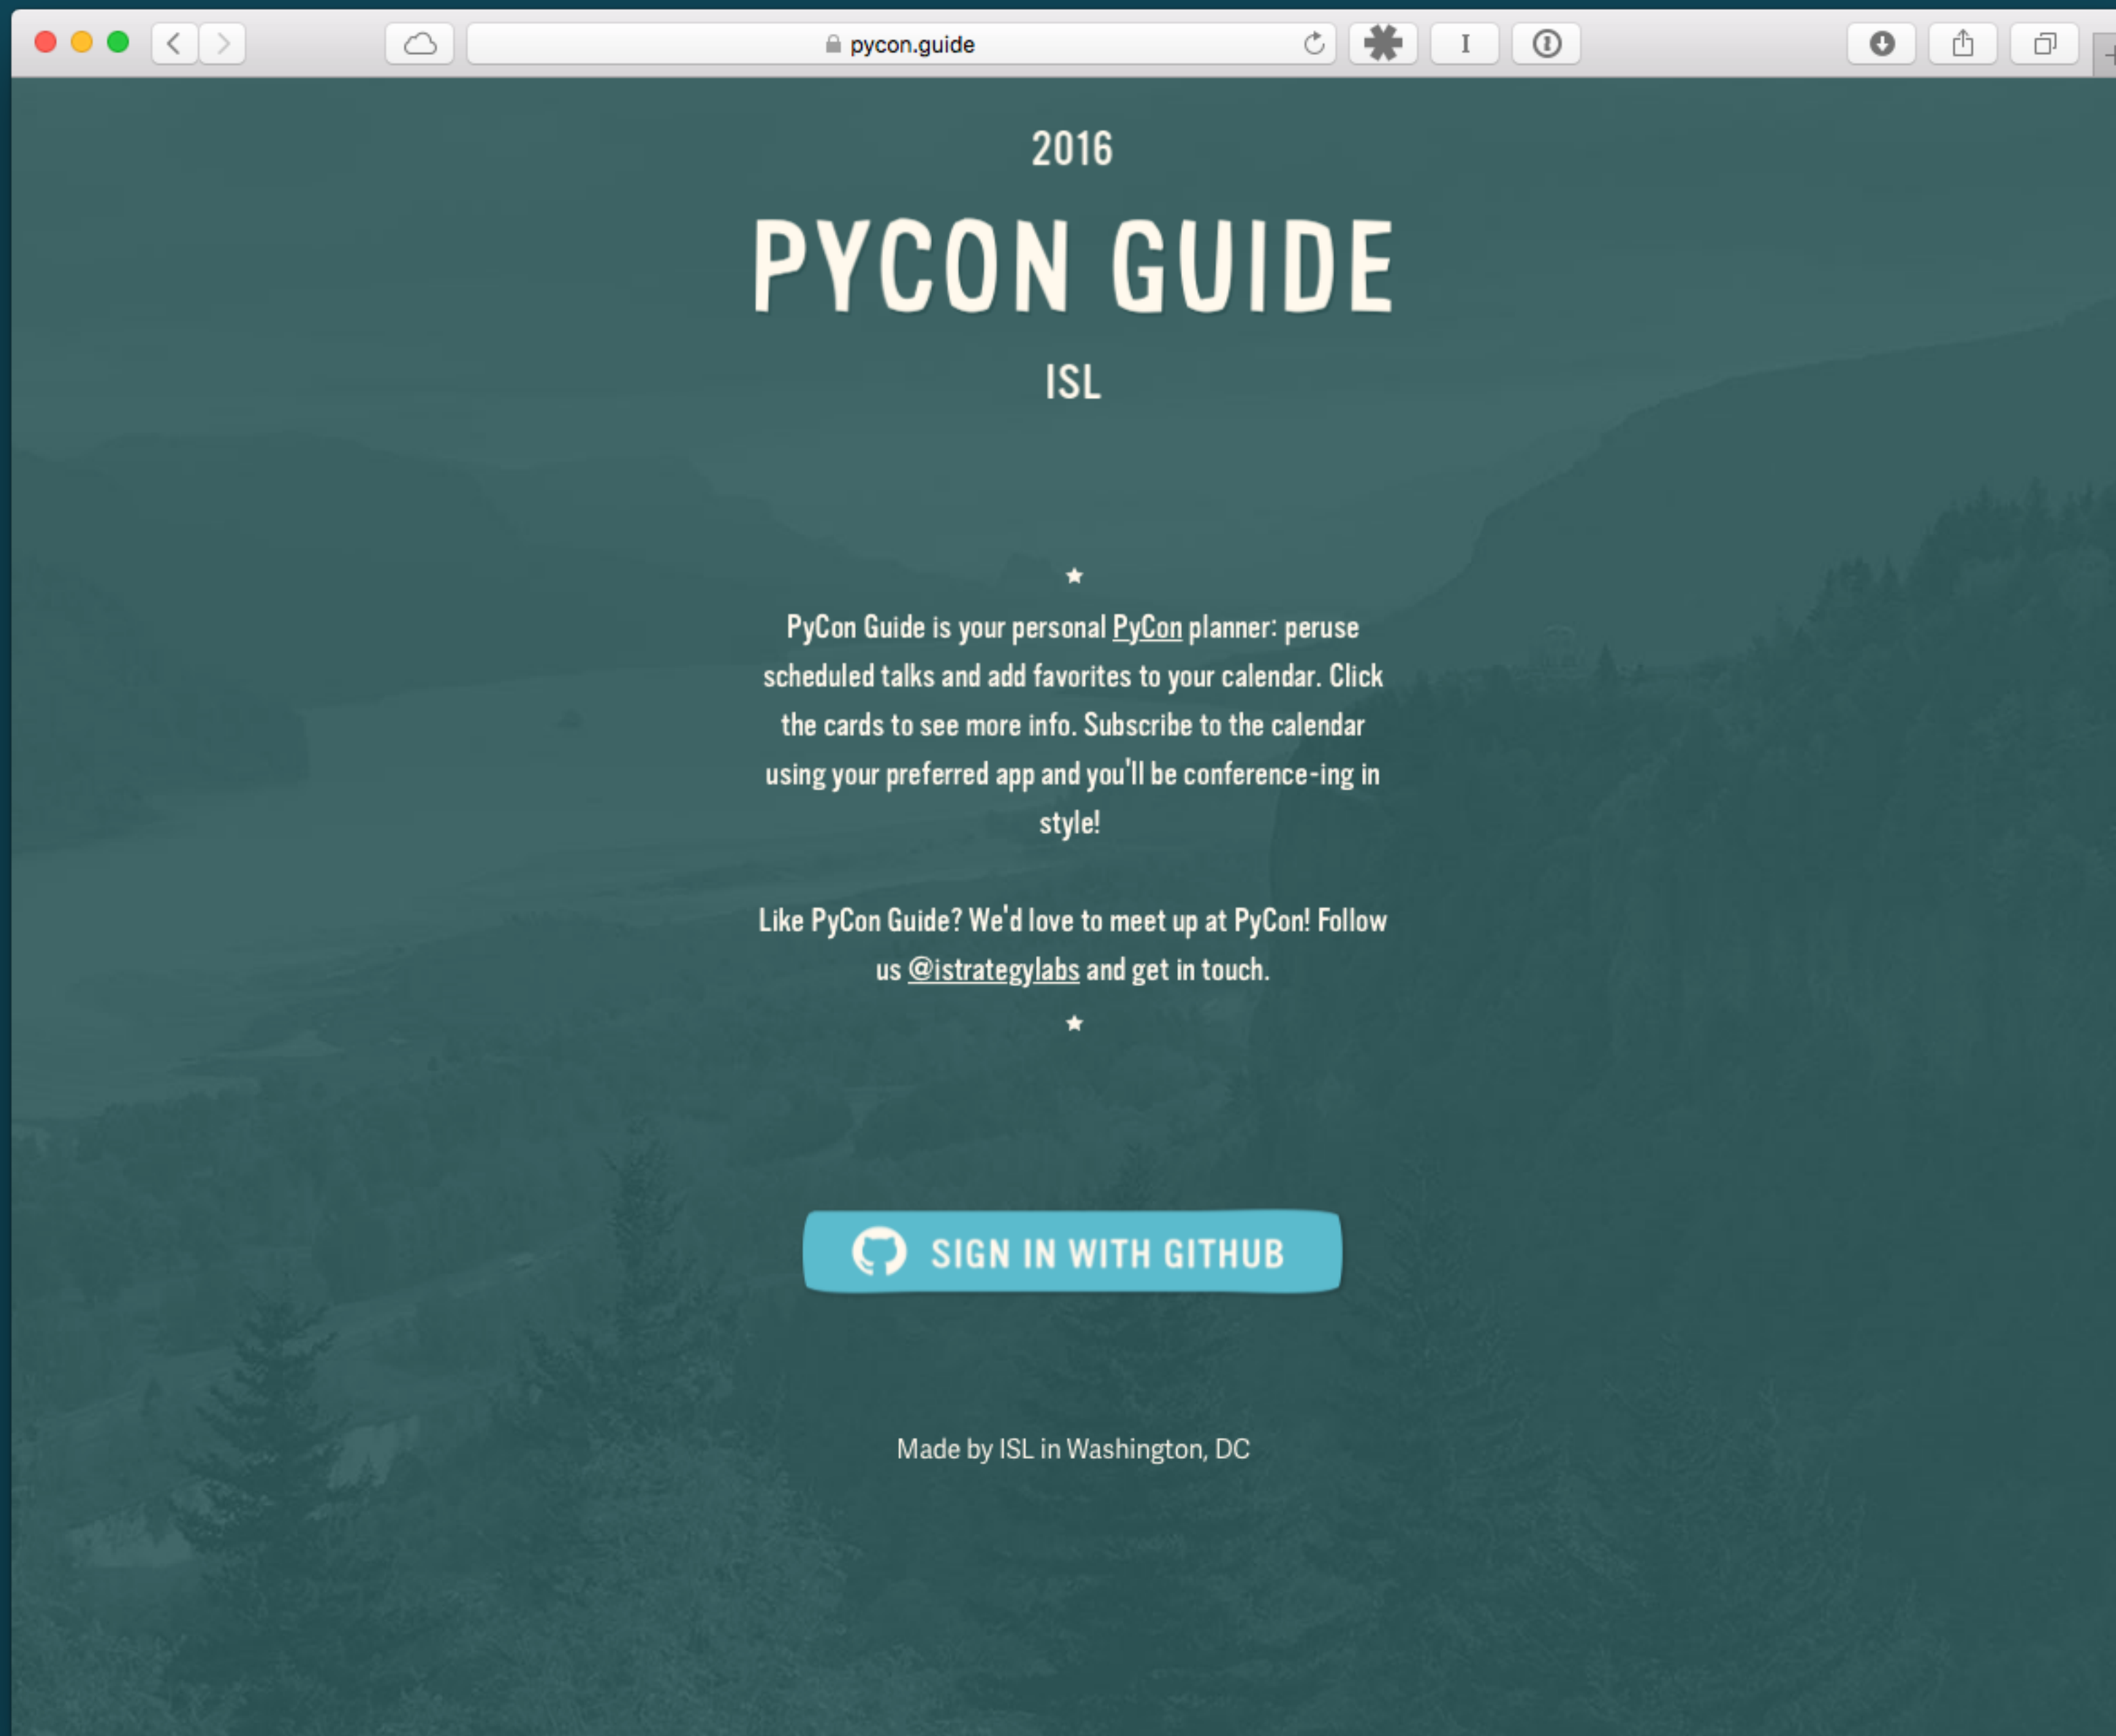 pycon.guide
2016
PYCON GUIDE
ISL
PyCon Guide is your personal PyCon planner: peruse
scheduled talks and add favorites to your calendar. Click
the cards to see more info. Subscribe to the calendar
using your preferred app and you'll be conference-ing in
style!
Like PyCon Guide? We'd love to meet up at PyCon! Follow
us @istrategylabs and get in touch.
SIGN IN WITH GITHUB
Made by ISL in Washington, DC